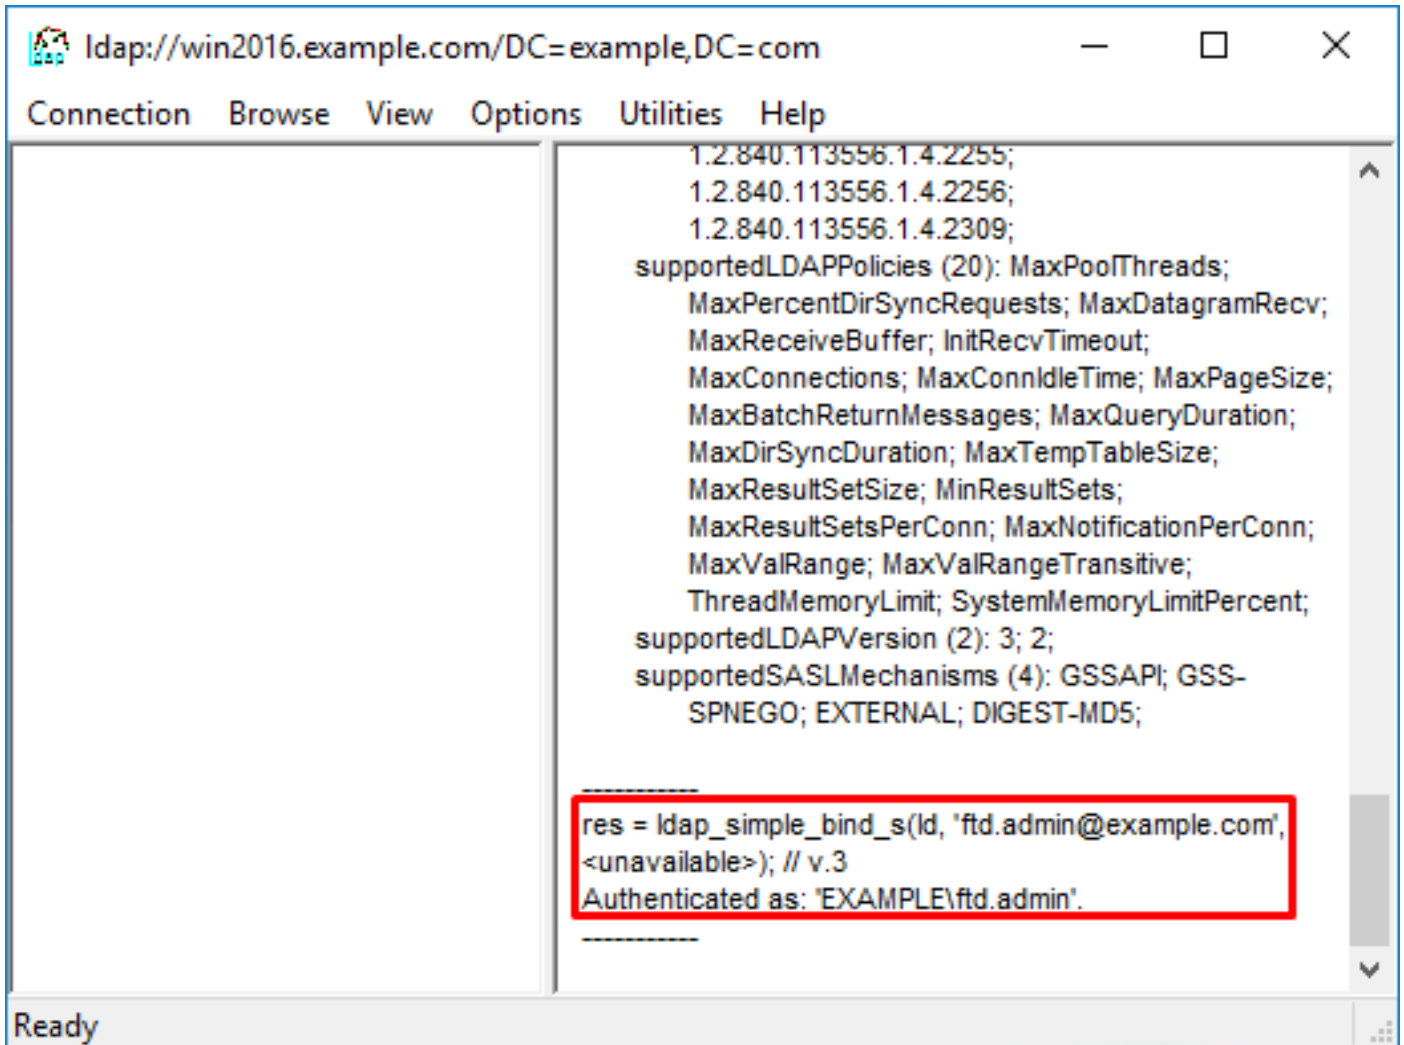 ldap://win2016.example.com/DC=example,DC=com
Connection Browse View Options Utilities Help
1.2.840.113556.1.4.2255;
1.2.840.113556.1.4.2256;
1.2.840.113556.1.4.2309;
supportedLDAPPolicies (20): MaxPoolThreads;
MaxPercentDirSyncRequests; MaxDatagramRecv;
MaxReceiveBuffer; InitRecvTimeout;
MaxConnections; MaxConnIdleTime; MaxPageSize;
MaxBatchReturnMessages; MaxQueryDuration;
MaxDirSyncDuration; MaxTempTableSize;
MaxResultSetSize; MinResultSets;
MaxResultSetsPerConn; MaxNotificationPerConn;
MaxValRange; MaxValRangeTransitive;
ThreadMemoryLimit; SystemMemoryLimitPercent;
supportedLDAPVersion (2): 3; 2;
supportedSASLMechanisms (4): GSSAPI; GSS-
SPNEGO; EXTERNAL; DIGEST-MD5;
-----------
res = ldap_simple_bind_s(ld, 'ftd.admin@example.com',
<unavailable>); // v.3
Authenticated as: 'EXAMPLE\ftd.admin'.
-----------
Ready